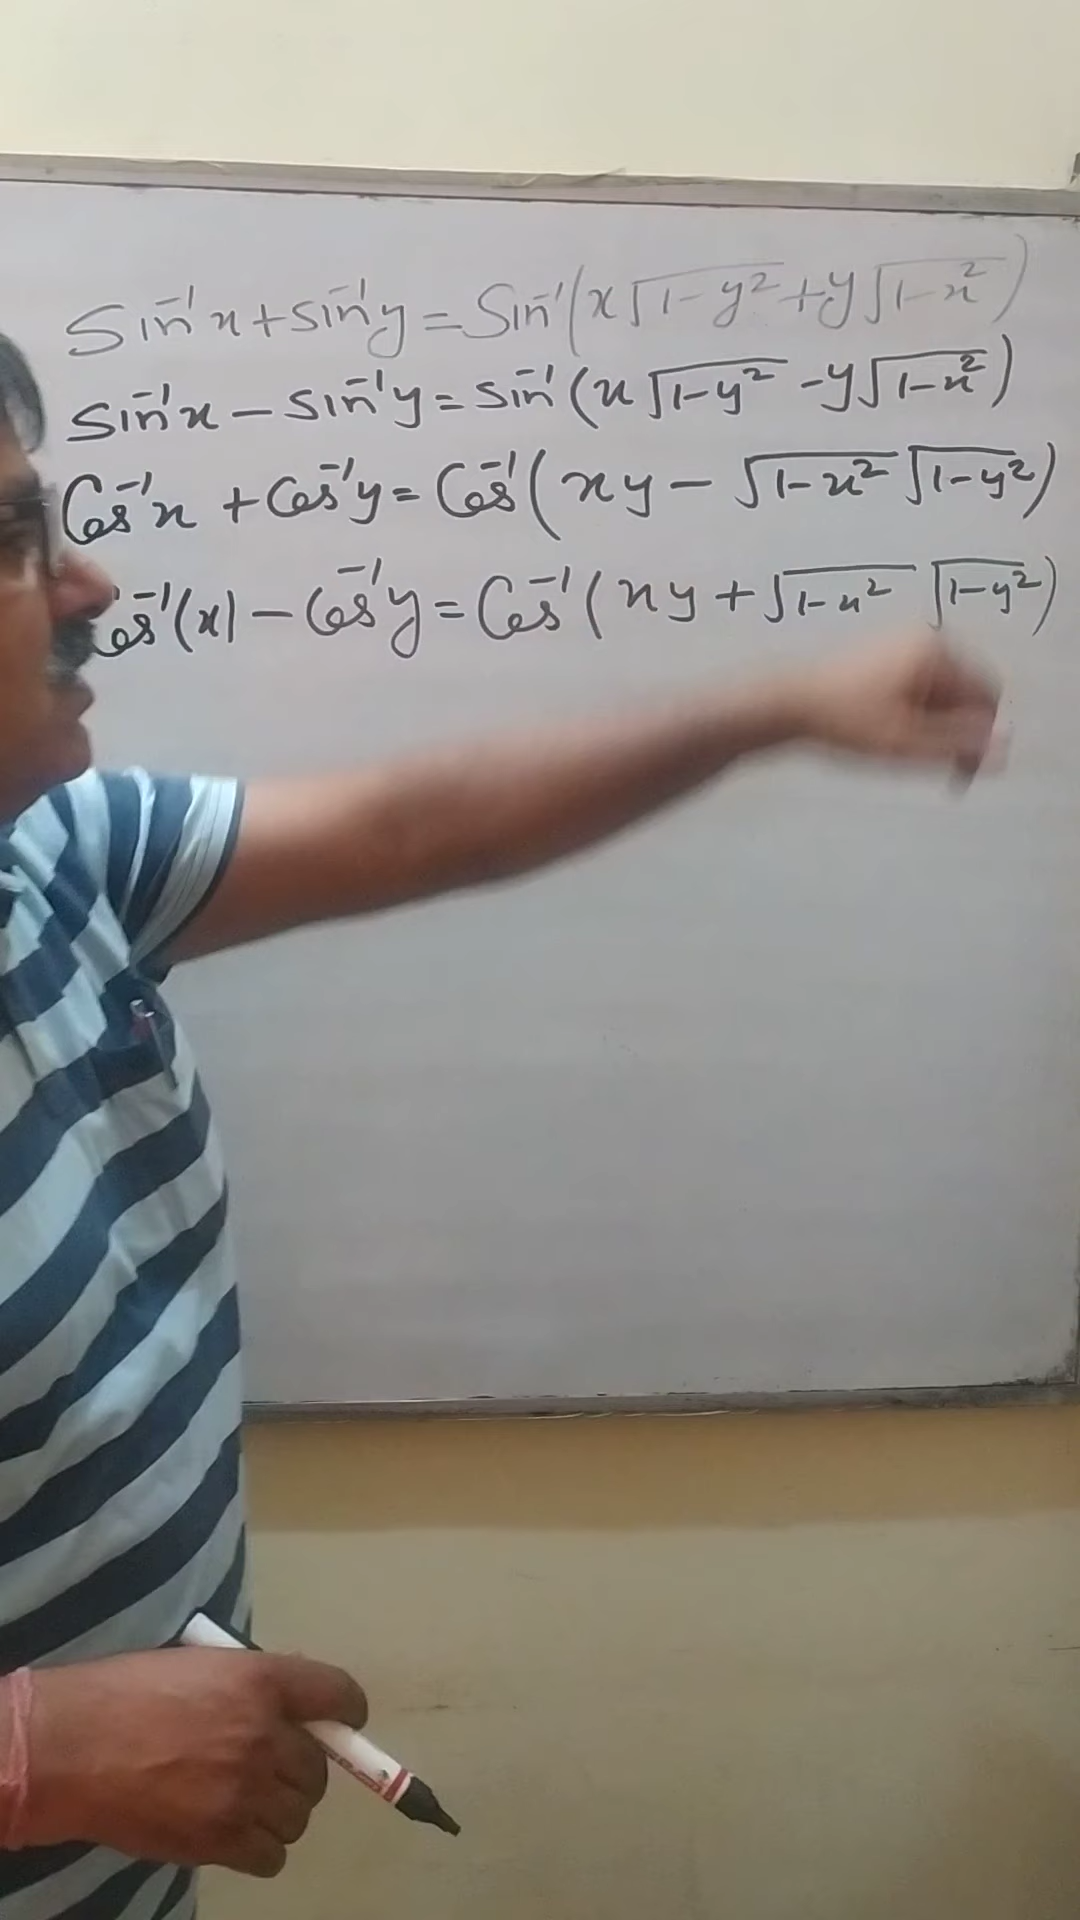 Sin⁻¹x + sin⁻¹y = Sin⁻¹(x√(1-y²) + y√(1-x²))
sin⁻¹x - sin⁻¹y = sin⁻¹(x√(1-y²) - y√(1-x²))
Cos⁻¹x + Cos⁻¹y = Cos⁻¹(xy - √(1-x²) √(1-y²))
Cos⁻¹(x) - Cos⁻¹y = Cos⁻¹(xy + √(1-x²) √(1-y²))